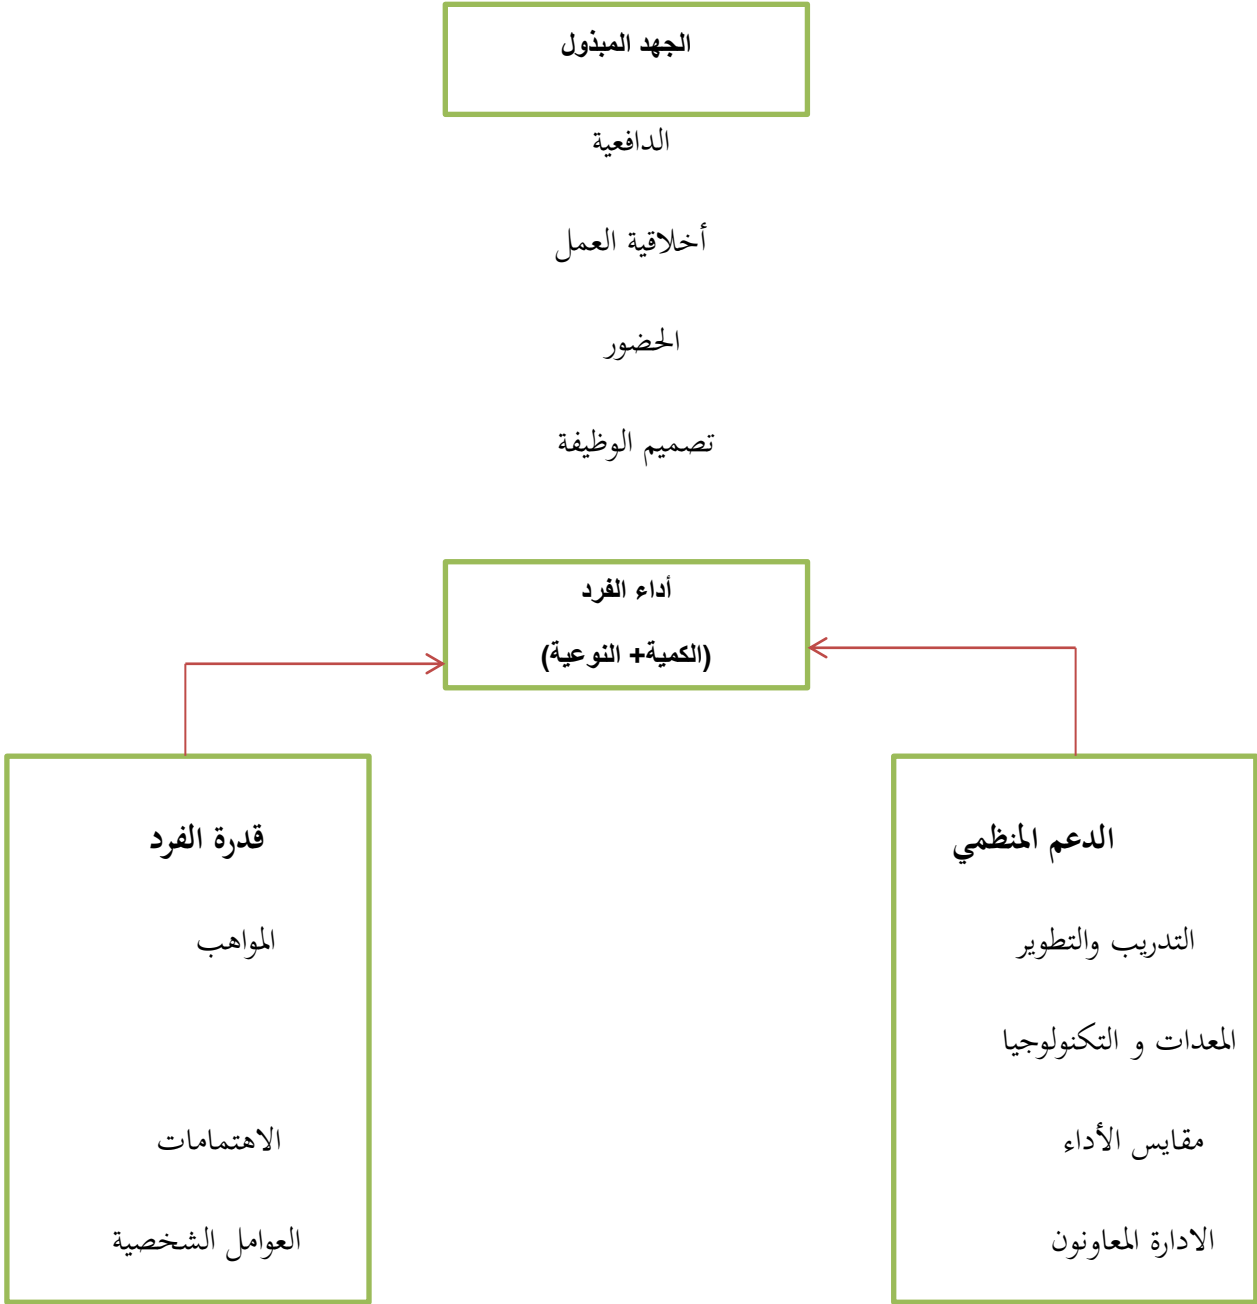 الجهد المبذول
الدافعية
أخلاقية العمل
الحضور
تصميم الوظيفة
أداء الفرد
(الكمية+ النوعية)
الدعم المنظمي
التدريب والتطوير
المعدات و التكنولوجيا
مقايس الأداء
الادارة المعاونون
قدرة الفرد
المواهب
الاهتمامات
العوامل الشخصية